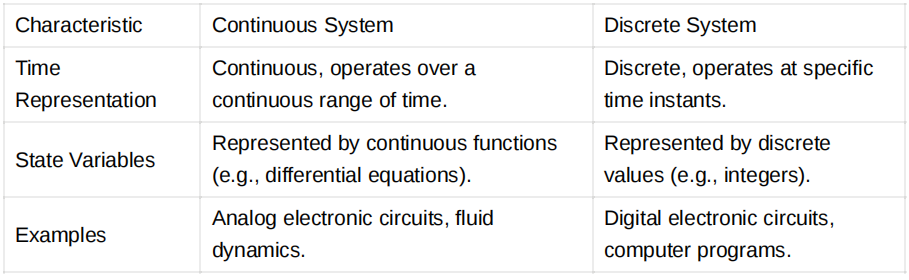 Characteristic
Continuous System
Discrete System
Time
Representation
Continuous, operates over a
continuous range of time.
Discrete, operates at specific
time instants.
State Variables
Represented by continuous functions
(e.g., differential equations).
Represented by discrete
values (e.g., integers).
Examples
Analog electronic circuits, fluid
dynamics.
Digital electronic circuits,
computer programs.